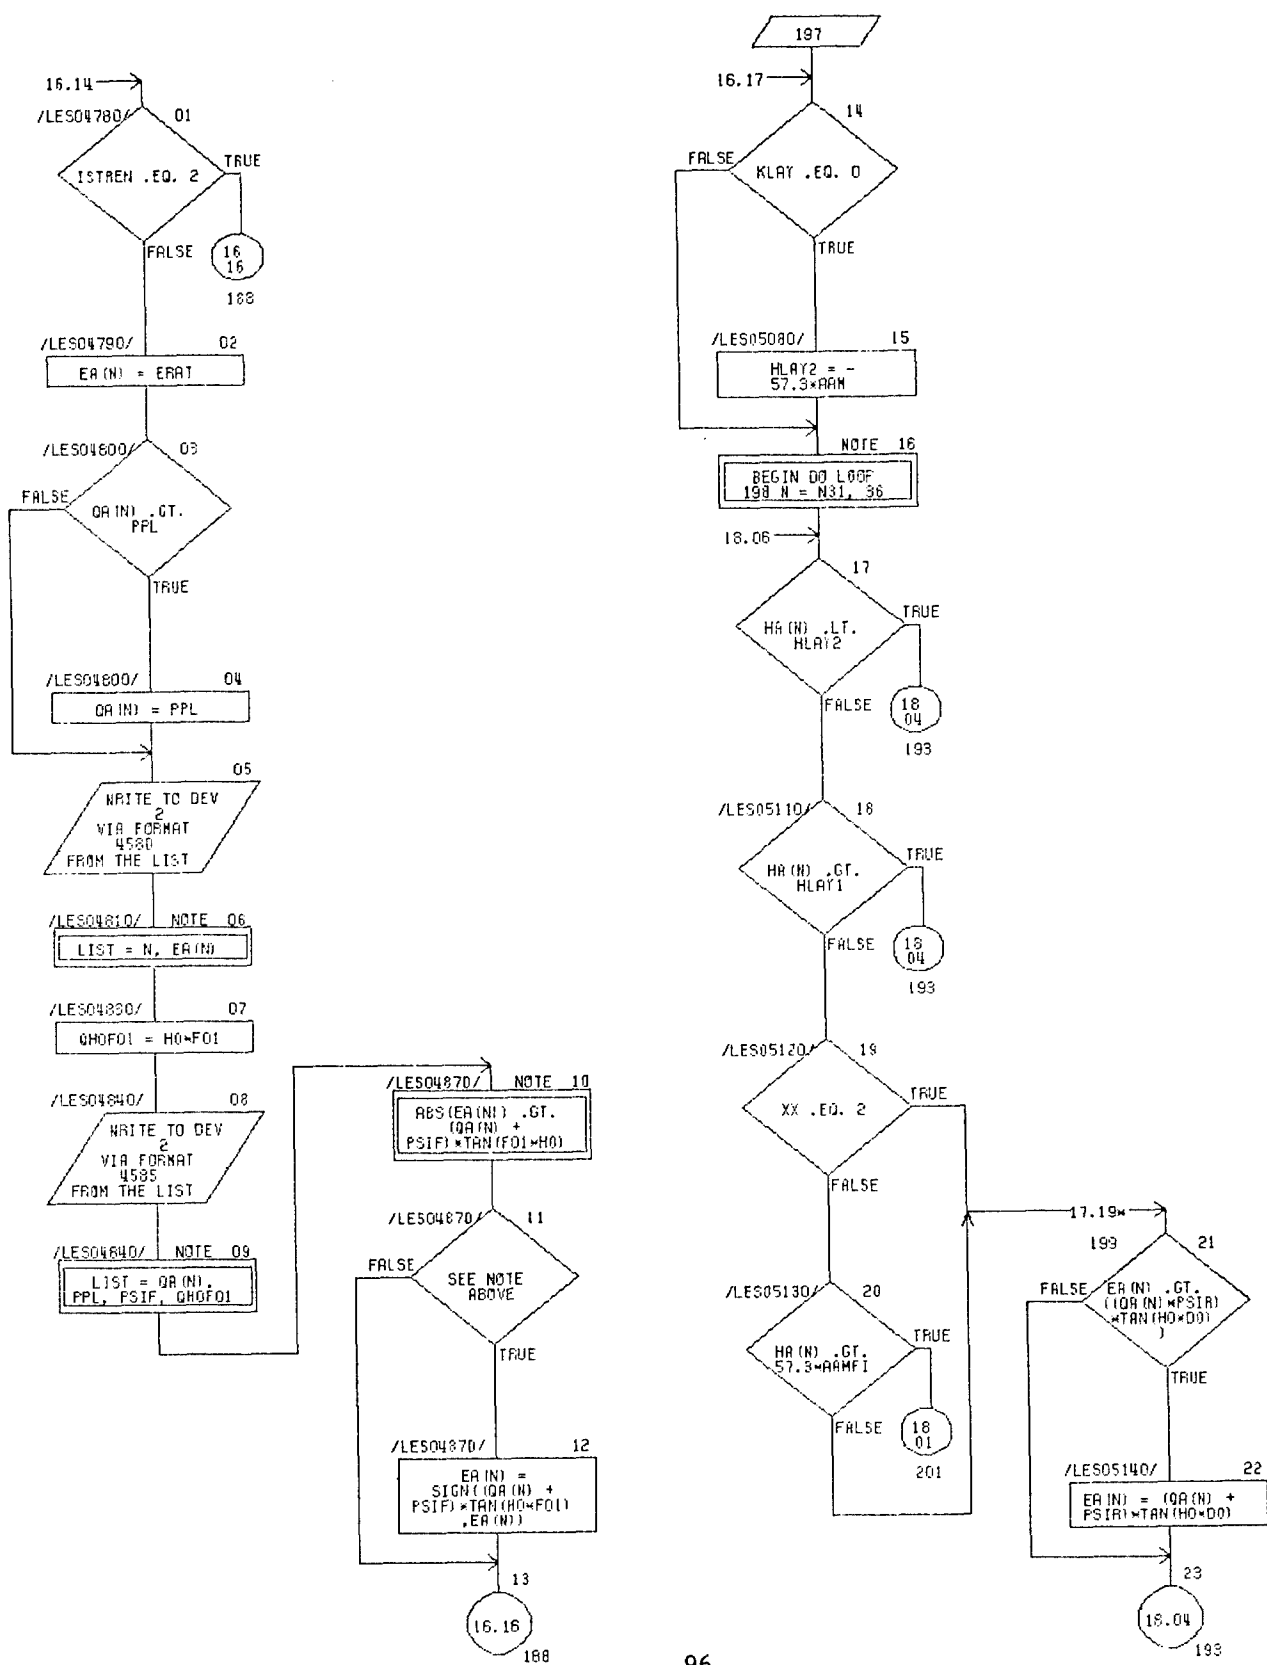 16.14
/LES04780/ 01
ISTREN .EQ. 2
TRUE
FALSE
16
16
188
/LES04790/ 02
EA(N) = ERAT
/LES04800/ 03
FALSE
QA(N) .GT.
PPL
TRUE
/LES04800/ 04
QA(N) = PPL
05
WRITE TO DEV
2
VIA FORMAT
4580
FROM THE LIST
/LES04810/ NOTE 06
LIST = N, EA(N)
/LES04830/ 07
QHOFO1 = HO*FO1
/LES04840/ 08
WRITE TO DEV
2
VIA FORMAT
4585
FROM THE LIST
/LES04840/ NOTE 09
LIST = QA(N),
PPL, PSIF, QHOFO1
/LES04870/ NOTE 10
ABS(EA(N)) .GT.
(QA(N) +
PSIF)*TAN(FO1*HO)
/LES04870/ 11
FALSE
SEE NOTE
ABOVE
TRUE
/LES04870/ 12
EA(N) =
SIGN((QA(N) +
PSIF)*TAN(HO*FO1)
,EA(N))
13
16.16
188
197
16.17
14
FALSE
KLAY .EQ. 0
TRUE
/LES05080/ 15
HLAY2 = -
57.3*AAM
NOTE 16
BEGIN DO LOOP
198 N = N31, 36
18.06
17
TRUE
HA(N) .LT.
HLAY2
FALSE
18
04
193
/LES05110/ 18
TRUE
HA(N) .GT.
HLAY1
FALSE
18
04
193
/LES05120/ 19
TRUE
XX .EQ. 2
FALSE
/LES05130/ 20
TRUE
HA(N) .GT.
57.3*AAMFI
FALSE
18
01
201
17.19*
199 21
FALSE
EA(N) .GT.
((QA(N)*PSIR)
*TAN(HO*DO)
)
TRUE
/LES05140/ 22
EA(N) = (QA(N) +
PSIR)*TAN(HO*DO)
23
18.04
193
96